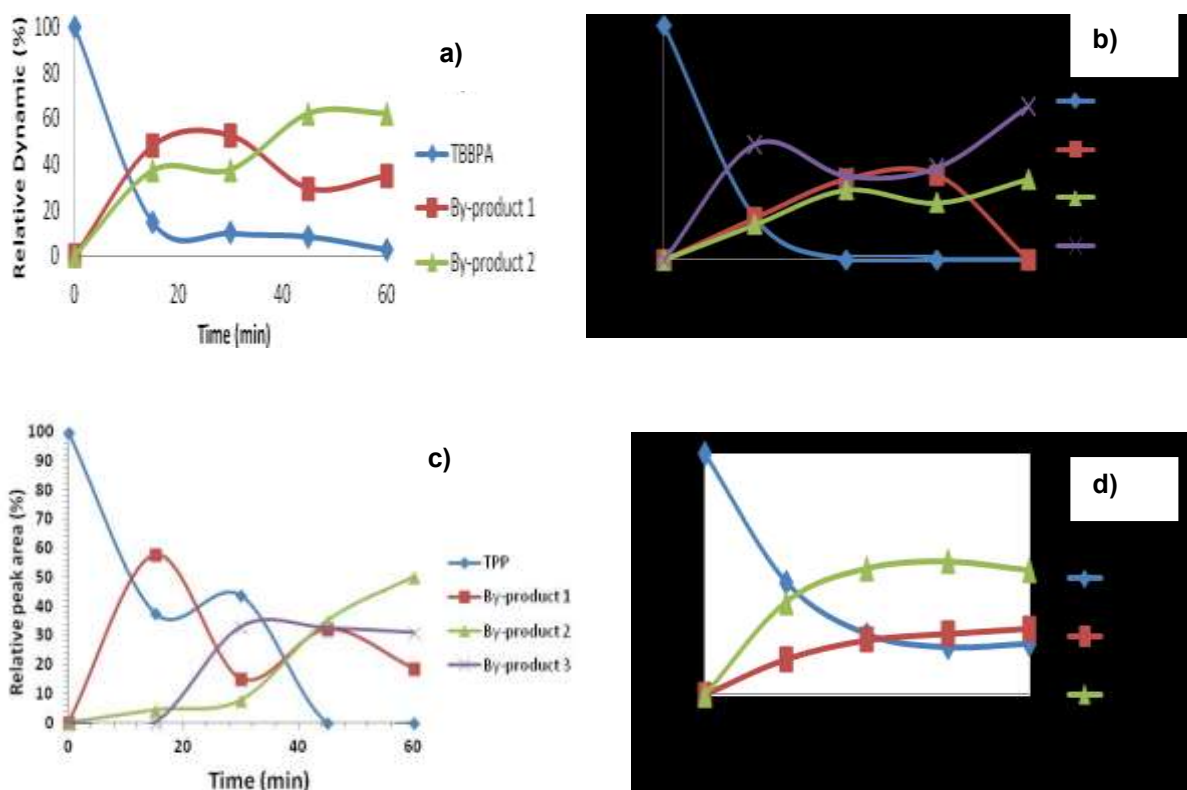 Relative Dynamic (%)
100
80
60
40
20
0
0
20
40
60
Time (min)
a)
TBBPA
By-product 1
By-product 2
b)
Relative peak area (%)
100
90
80
70
60
50
40
30
20
10
0
0
20
40
60
Time (min)
c)
TPP
By-product 1
By-product 2
By-product 3
d)